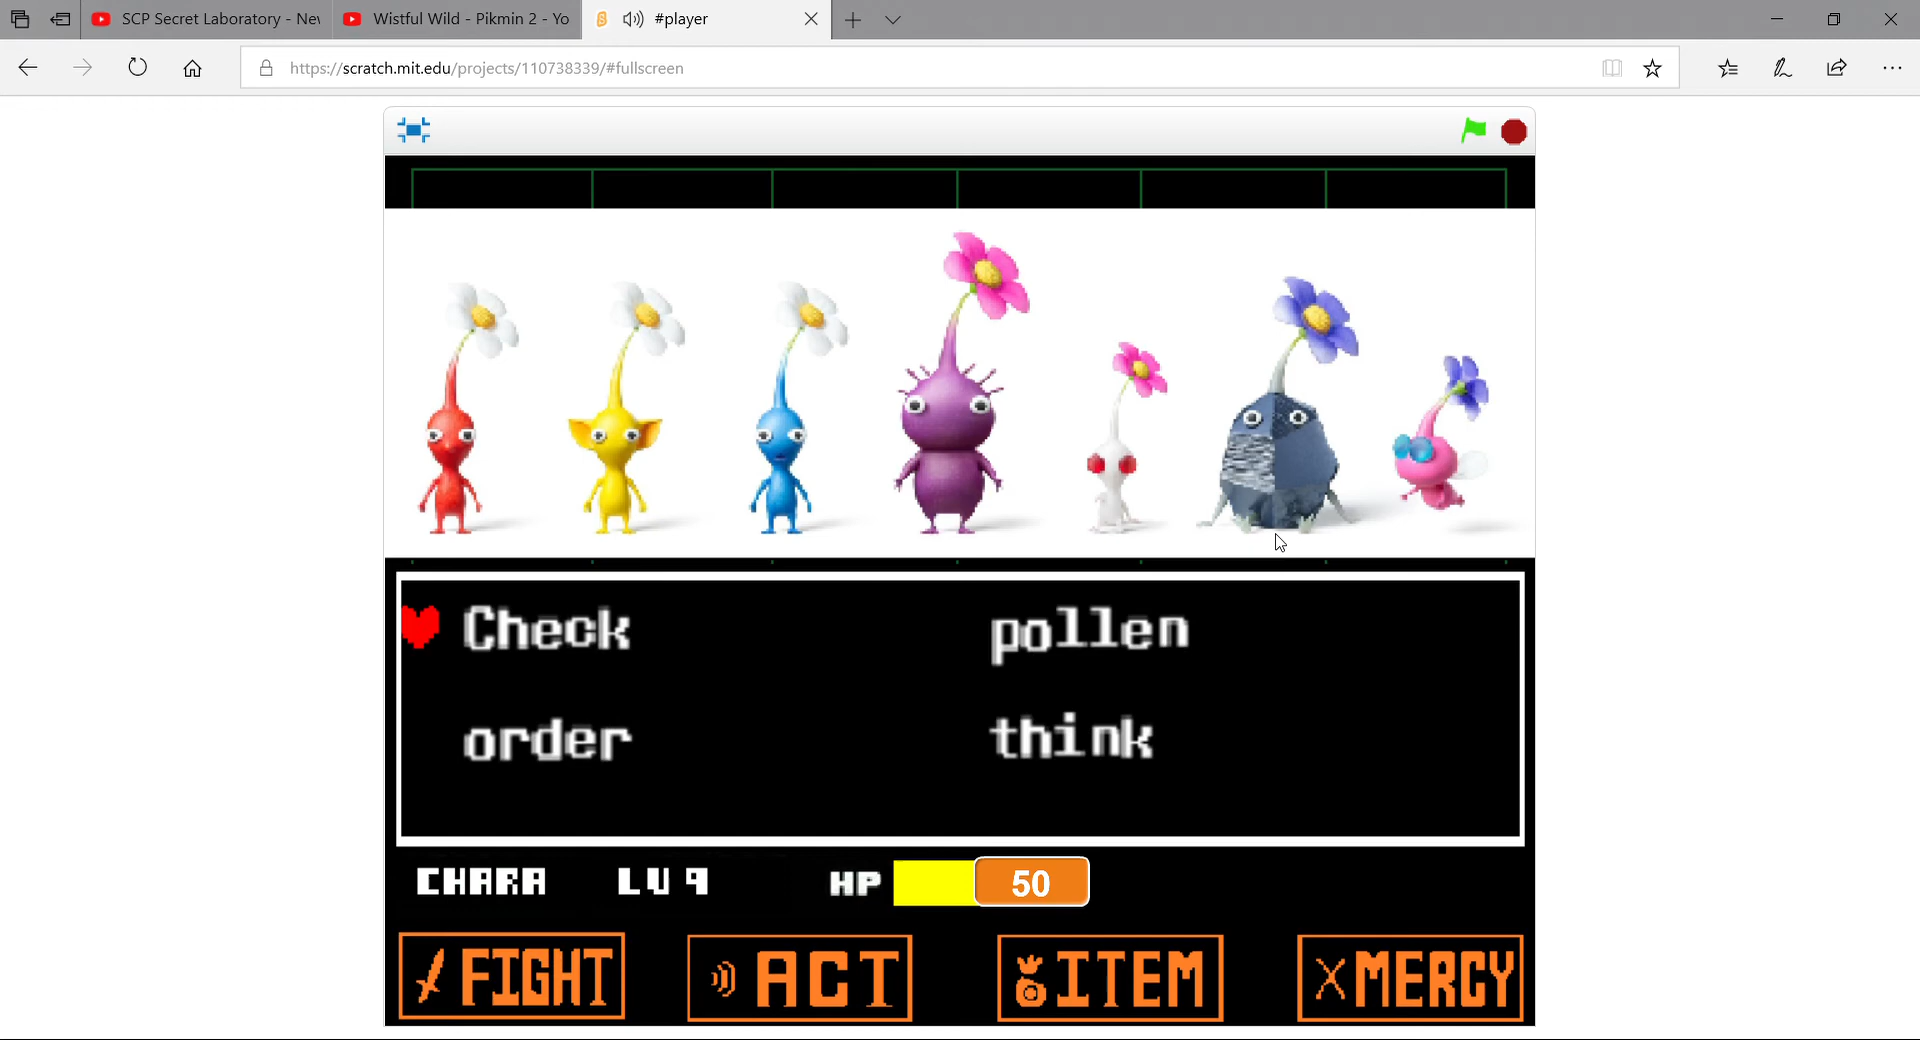 SCP Secret Laboratory - Nev
Wistful Wild - Pikmin 2 - Yo
#player
https://scratch.mit.edu/projects/110738339/#fullscreen
Check pollen
order think
CHARA LV 9 HP 50
FIGHT ACT ITEM MERCY